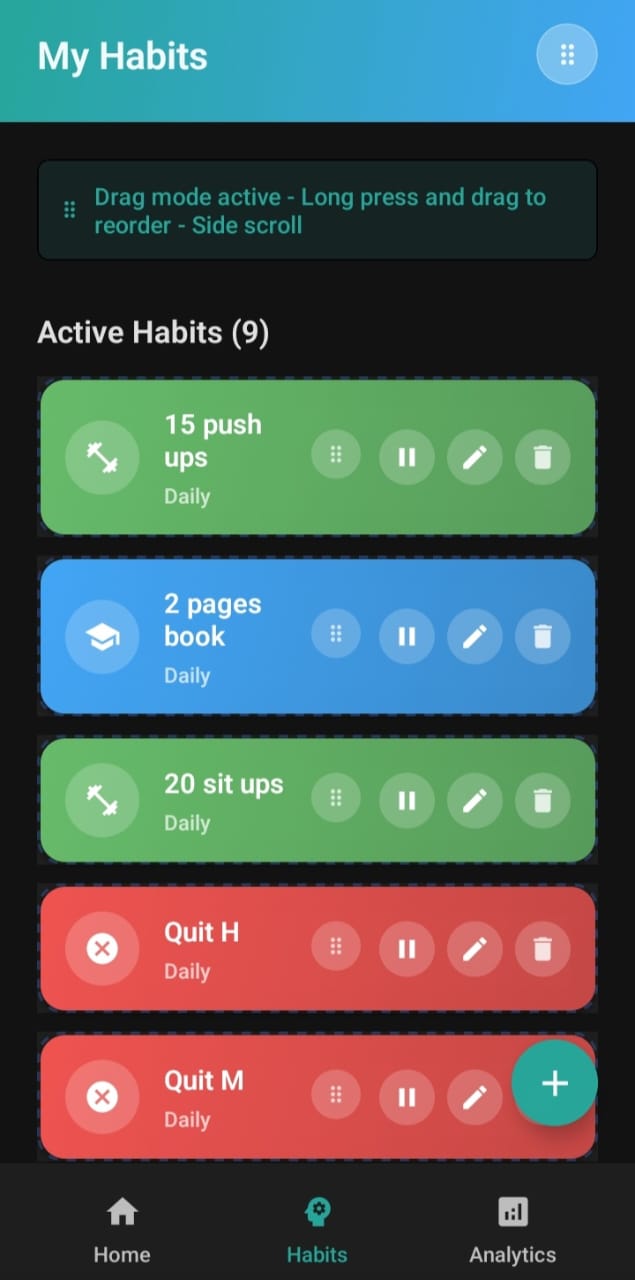 My Habits
Drag mode active - Long press and drag to
reorder - Side scroll
Active Habits (9)
15 push
ups
Daily
2 pages
book
Daily
20 sit ups
Daily
Quit H
Daily
Quit M
Daily
Home
Habits
Analytics